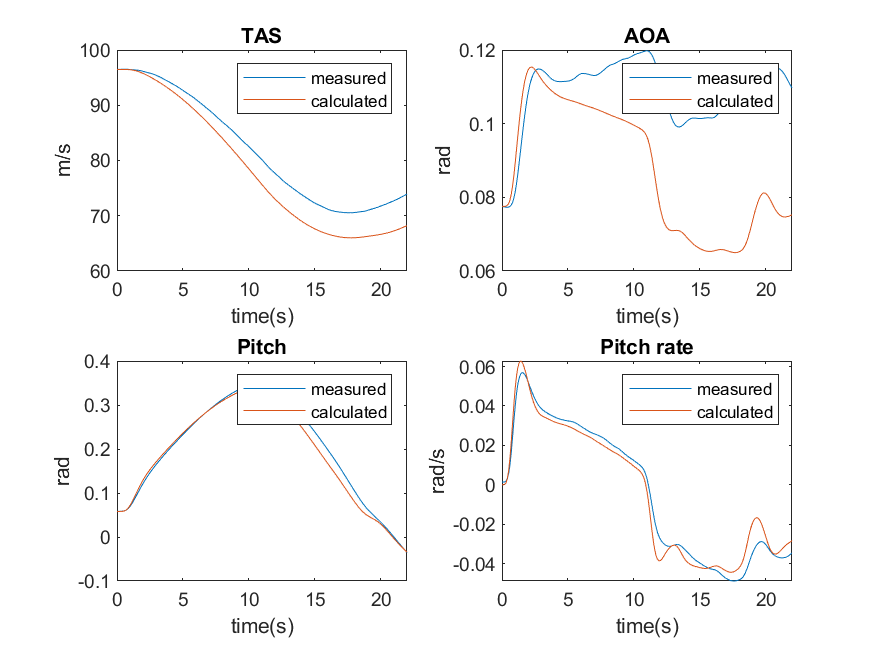 TAS
100
90
80
70
60
m/s
0
5
10
15
20
time(s)
measured
calculated
AOA
0.12
0.1
0.08
0.06
rad
0
5
10
15
20
time(s)
measured
calculated
Pitch
0.4
0.3
0.2
0.1
0
-0.1
rad
0
5
10
15
20
time(s)
measured
calculated
Pitch rate
0.06
0.04
0.02
0
-0.02
-0.04
rad/s
0
5
10
15
20
time(s)
measured
calculated